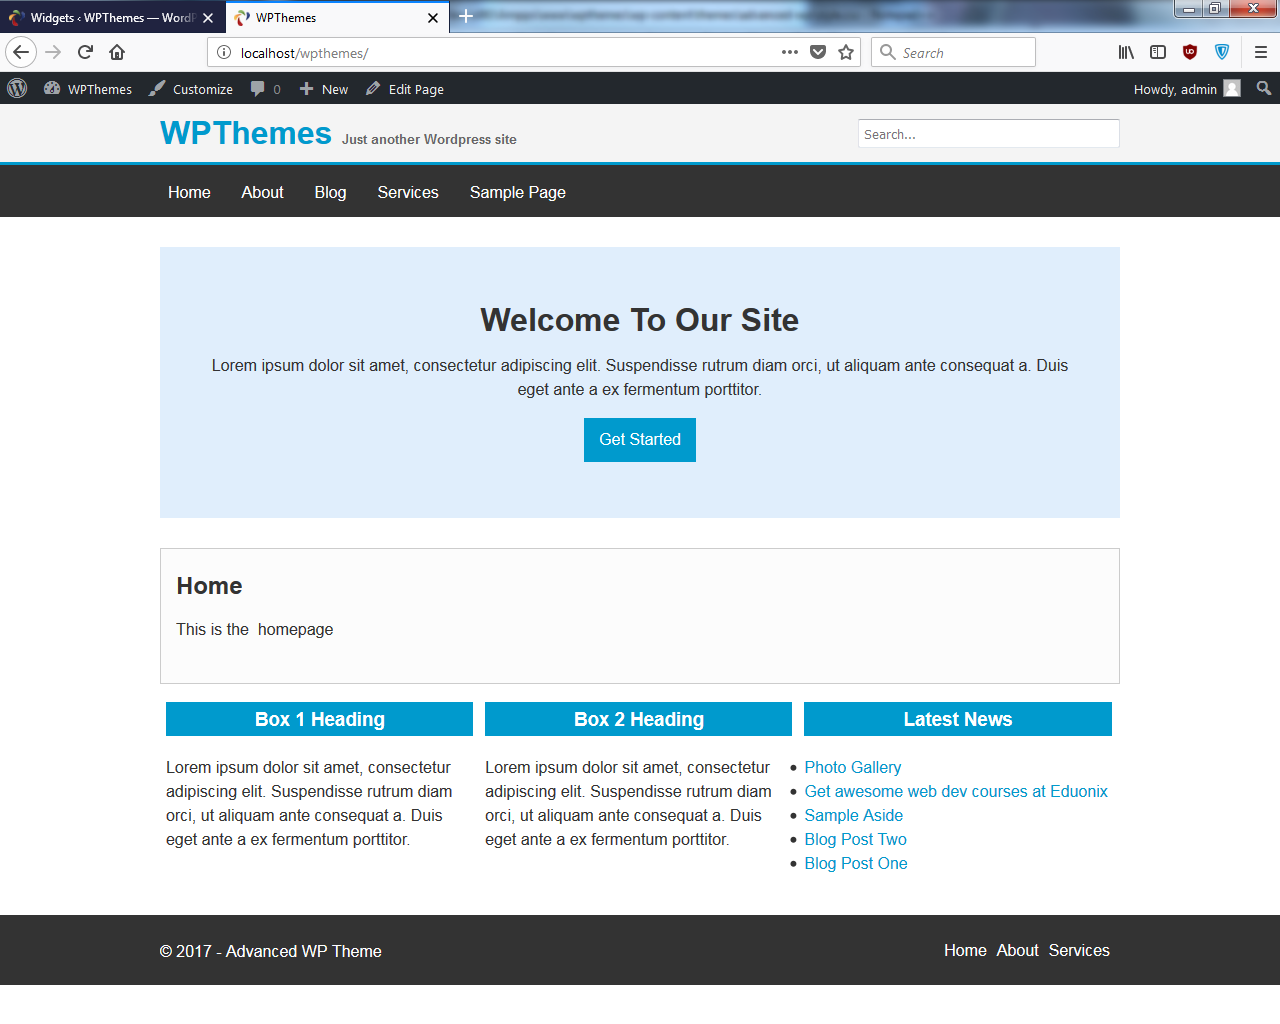 Widgets ‹ WPThemes — WordP
WPThemes
localhost/wpthemes/
Search
WPThemes
Customize
0
New
Edit Page
Howdy, admin
WPThemes
Just another Wordpress site
Search...
Home
About
Blog
Services
Sample Page
Welcome To Our Site
Lorem ipsum dolor sit amet, consectetur adipiscing elit. Suspendisse rutrum diam orci, ut aliquam ante consequat a. Duis
eget ante a ex fermentum porttitor.
Get Started
Home
This is the  homepage
Box 1 Heading
Lorem ipsum dolor sit amet, consectetur
adipiscing elit. Suspendisse rutrum diam
orci, ut aliquam ante consequat a. Duis
eget ante a ex fermentum porttitor.
Box 2 Heading
Lorem ipsum dolor sit amet, consectetur
adipiscing elit. Suspendisse rutrum diam
orci, ut aliquam ante consequat a. Duis
eget ante a ex fermentum porttitor.
Latest News
Photo Gallery
Get awesome web dev courses at Eduonix
Sample Aside
Blog Post Two
Blog Post One
© 2017 - Advanced WP Theme
Home
About
Services